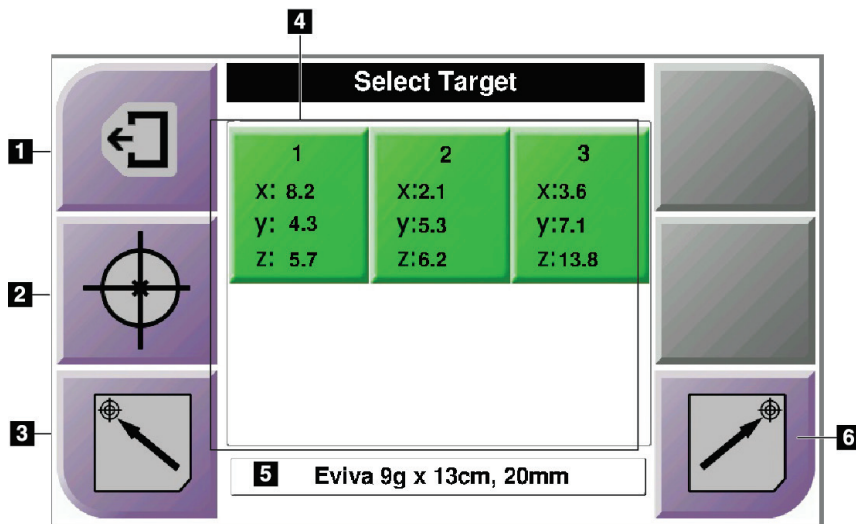 4
Select Target
1
1 2 3
x: 8.2 x:2.1 x:3.6
y: 4.3 y:5.3 y:7.1
z: 5.7 z:6.2 z:13.8
2
3
6
5 Eviva 9g x 13cm, 20mm